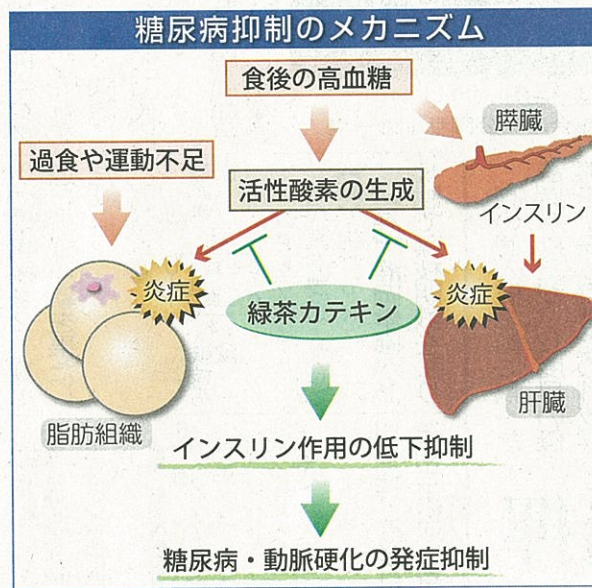 糖尿病抑制のメカニズム
食後の高血糖
膵臓
過食や運動不足
活性酸素の生成
インスリン
炎症
炎症
緑茶カテキン
脂肪組織
肝臓
インスリン作用の低下抑制
糖尿病・動脈硬化の発症抑制